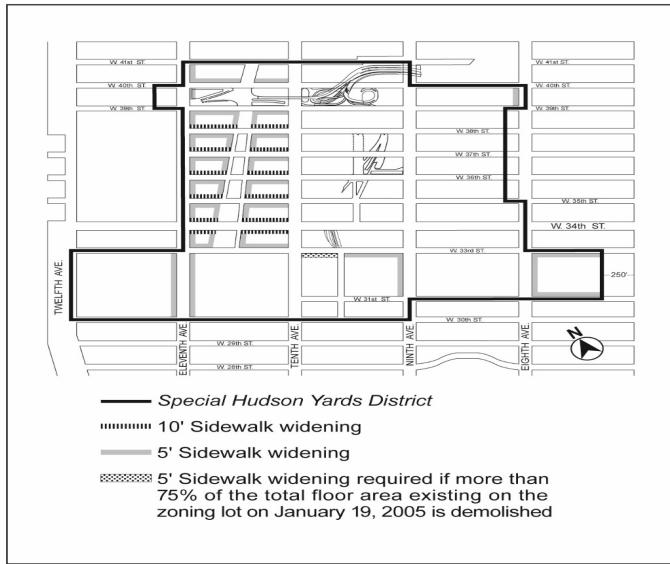 W. 41st ST.
W. 41st ST.
W. 40th ST.
W. 40th ST.
W. 39th ST.
W. 39th ST.
W. 38th ST.
W. 37th ST.
W. 36th ST.
W. 35th ST.
W. 34th ST.
W. 33rd ST.
250'
W. 31st ST.
W. 30th ST.
W. 29th ST.
W. 28th ST.
TWELFTH AVE.
ELEVENTH AVE.
TENTH AVE.
NINTH AVE.
EIGHTH AVE.
N
Special Hudson Yards District
10' Sidewalk widening
5' Sidewalk widening
5' Sidewalk widening required if more than
75% of the total floor area existing on the
zoning lot on January 19, 2005 is demolished